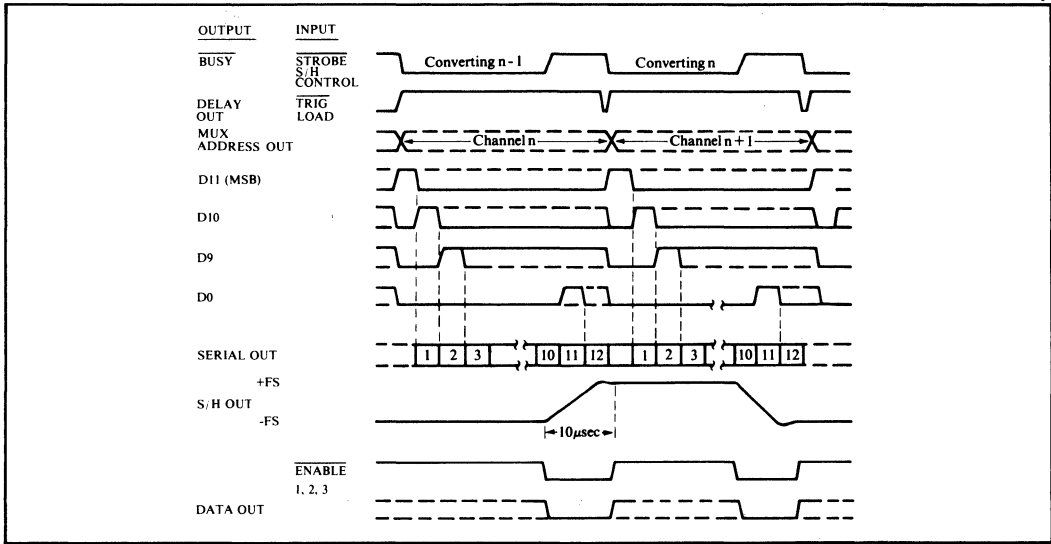 OUTPUT INPUT
BUSY STROBE Converting n-1 Converting n
S/H
CONTROL
DELAY TRIG
OUT LOAD
MUX
ADDRESS OUT Channel n Channel n+1
D11 (MSB)
D10
D9
D0
SERIAL OUT 1 2 3 10 11 12 1 2 3 10 11 12
+FS
S/H OUT
-FS
10μsec
ENABLE
1, 2, 3
DATA OUT